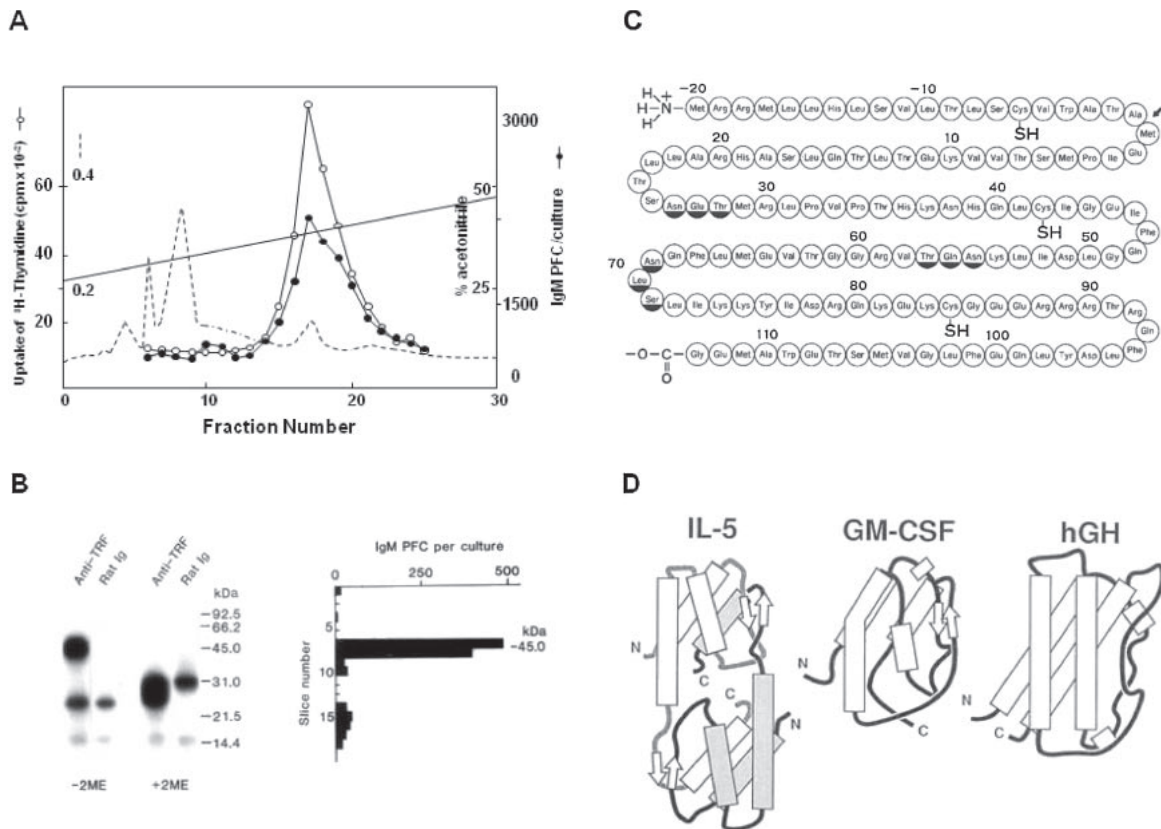 A
Uptake of ³H-Thymidine (cpm x 10⁻²)
0.4
0.2
60
40
20
0
10
20
30
Fraction Number
50
25
% acetonitrile
3000
1500
0
IgM PFC/culture
B
Anti-TRF
Rat Ig
Anti-TRF
Rat Ig
kDa
-92.5
-66.2
-45.0
-31.0
-21.5
-14.4
-2ME
+2ME
IgM PFC per culture
0
250
500
kDa
-45.0
5
10
15
Slice number
C
-20
-10
H
H-N+
H
Met Arg Arg Met Leu Leu His Leu Ser Val Leu Thr Leu Ser Cys Val Trp Ala Thr Ala
SH
Met
20
10
Leu Leu Ala Arg His Ala Ser Leu Gln Thr Leu Thr Glu Lys Val Val Thr Ser Met Pro Ile Glu
Thr
30
40
Ser Asn Glu Thr Met Arg Leu Pro Val Pro Thr His Lys Asn His Gln Leu Cys Ile Gly Glu Ile
SH
Phe
60
50
Asn Gln Phe Leu Met Glu Val Thr Gly Gly Arg Val Thr Gln Asn Lys Leu Ile Asp Leu Gly Gln
70
Leu
80
90
Ser Leu Ile Lys Lys Tyr Ile Asp Arg Gln Lys Glu Lys Cys Gly Glu Glu Arg Arg Arg Thr Arg
SH
Gln
110
100
-O-C
O
Gly Glu Met Ala Trp Glu Thr Ser Met Val Gly Leu Phe Glu Gln Leu Tyr Asp Leu Phe
D
IL-5
GM-CSF
hGH
N
C
C
N
N
C
N
C